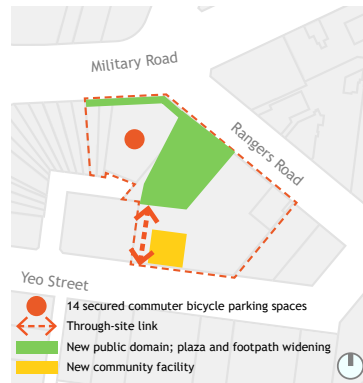 Military Road
Rangers Road
Yeo Street
14 secured commuter bicycle parking spaces
Through-site link
New public domain; plaza and footpath widening
New community facility